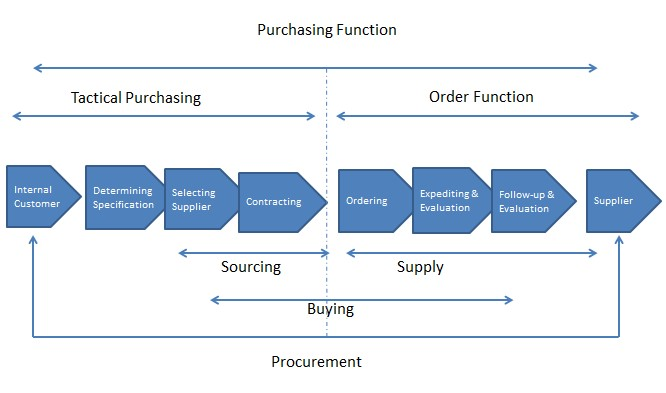 Purchasing Function
Tactical Purchasing
Order Function
Internal
Customer
Determining
Specification
Selecting
Supplier
Contracting
Ordering
Expediting &
Evaluation
Follow-up &
Evaluation
Supplier
Sourcing
Supply
Buying
Procurement